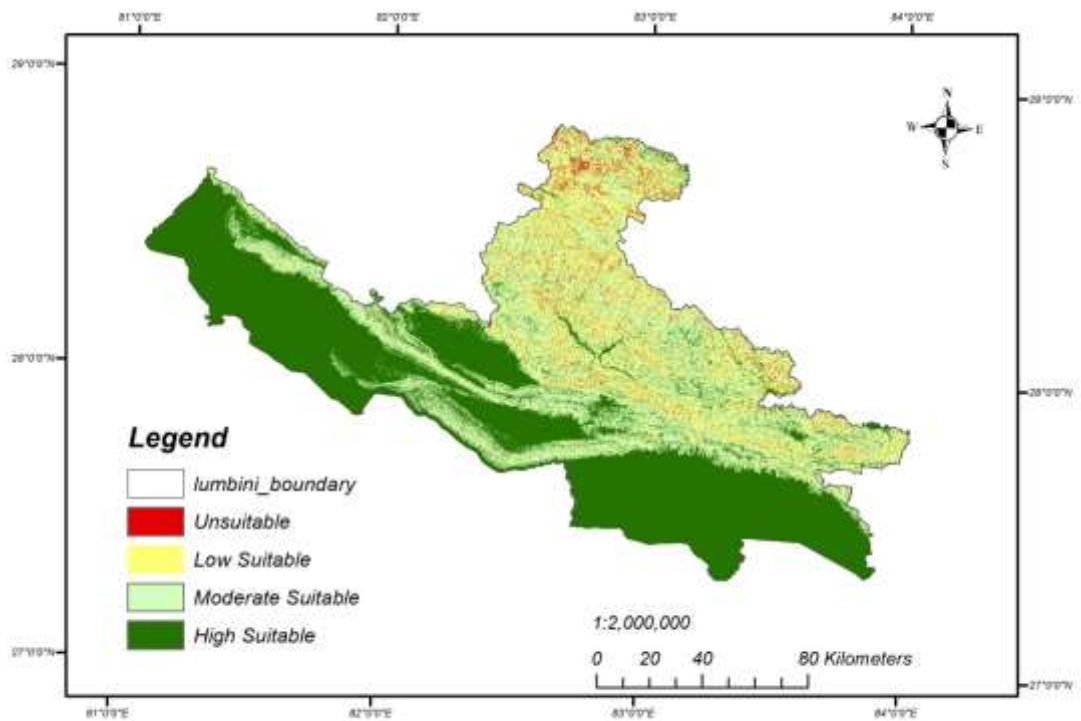 81°0'0"E 82°0'0"E 83°0'0"E 84°0'0"E
29°0'0"N
N
W E
S
28°0'0"N
28°0'0"N
Legend
lumbini_boundary
Unsuitable
Low Suitable
Moderate Suitable
High Suitable
1:2,000,000
0 20 40 80 Kilometers
27°0'0"N
27°0'0"N
81°0'0"E 82°0'0"E 83°0'0"E 84°0'0"E